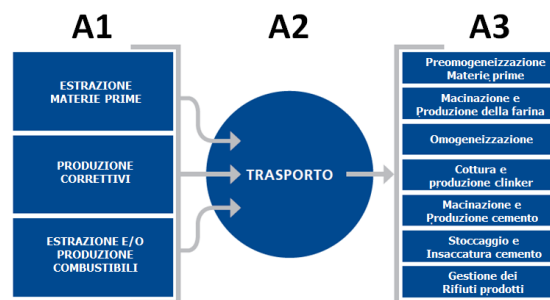 A1
A2
A3
ESTRAZIONE
MATERIE PRIME
PRODUZIONE
CORRETTIVI
ESTRAZIONE E/O
PRODUZIONE
COMBUSTIBILI
TRASPORTO
Preomogeneizzazione
Materie prime
Macinazione e
Produzione della farina
Omogeneizzazione
Cottura e
produzione clinker
Macinazione e
Produzione cemento
Stoccaggio e
Insaccatura cemento
Gestione dei
Rifiuti prodotti